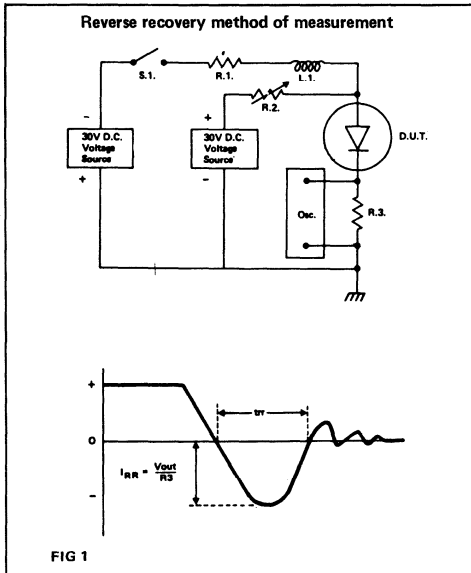 Reverse recovery method of measurement
S.1.
R.1.
L.1.
R.2.
-
+
30V D.C.
Voltage
Source
+
30V D.C.
Voltage
Source
-
D.U.T.
Osc.
R.3.
+
0
-
trr
IRR = Vout
R3
FIG 1